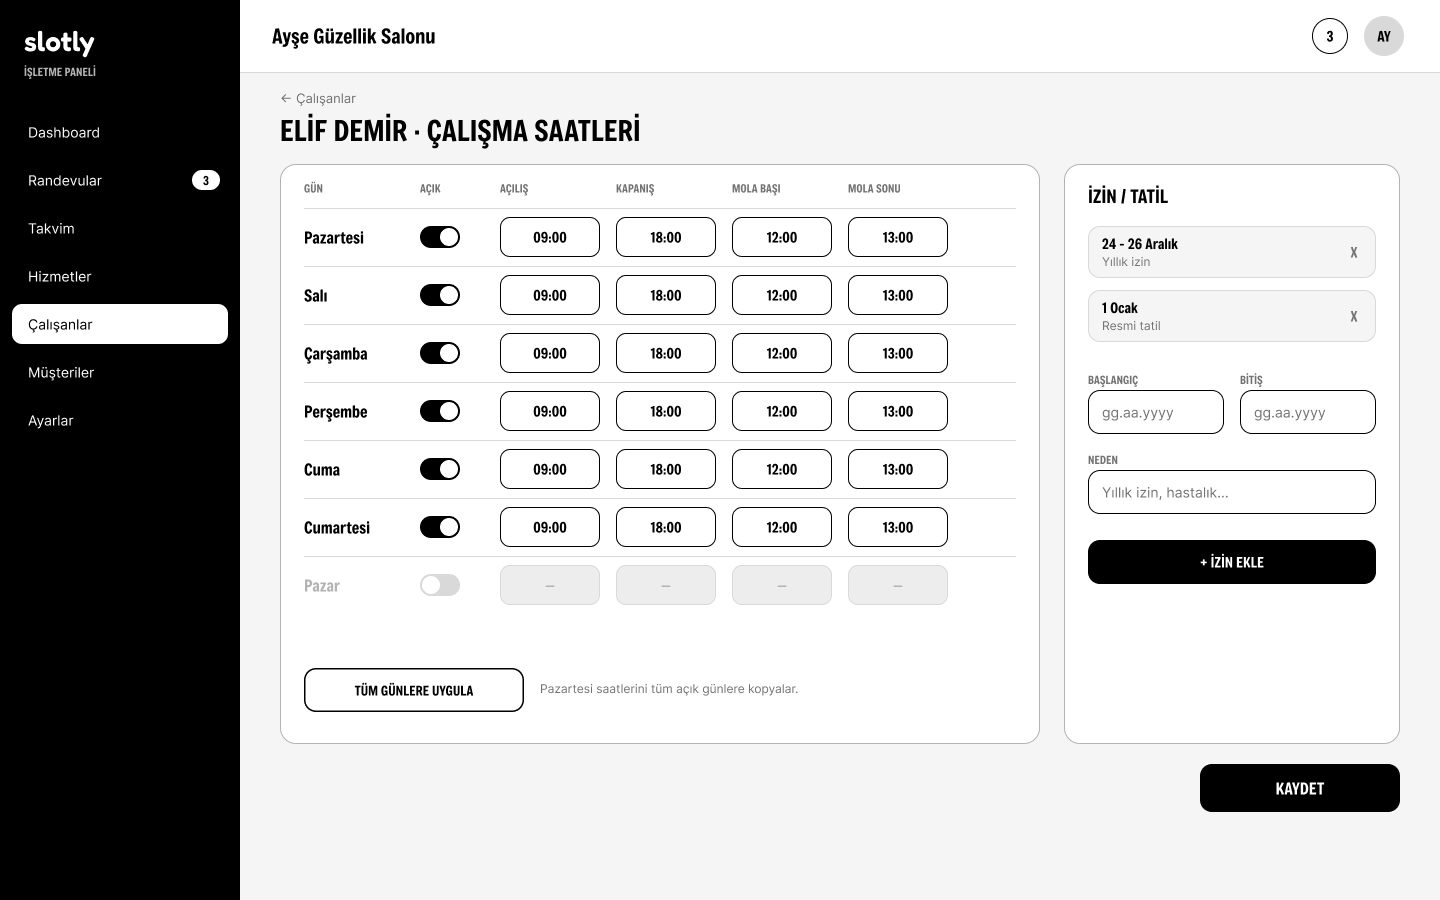 slotly
İŞLETME PANELİ
Dashboard
Randevular 3
Takvim
Hizmetler
Çalışanlar
Müşteriler
Ayarlar
Ayşe Güzellik Salonu
3
AY
← Çalışanlar
ELİF DEMİR · ÇALIŞMA SAATLERİ
GÜN AÇIK AÇILIŞ KAPANIŞ MOLA BAŞI MOLA SONU
Pazartesi 09:00 18:00 12:00 13:00
Salı 09:00 18:00 12:00 13:00
Çarşamba 09:00 18:00 12:00 13:00
Perşembe 09:00 18:00 12:00 13:00
Cuma 09:00 18:00 12:00 13:00
Cumartesi 09:00 18:00 12:00 13:00
Pazar – – – –
TÜM GÜNLERE UYGULA
Pazartesi saatlerini tüm açık günlere kopyalar.
İZİN / TATİL
24 - 26 Aralık
Yıllık izin
X
1 Ocak
Resmi tatil
X
BAŞLANGIÇ BİTİŞ
gg.aa.yyyy gg.aa.yyyy
NEDEN
Yıllık izin, hastalık...
+ İZİN EKLE
KAYDET